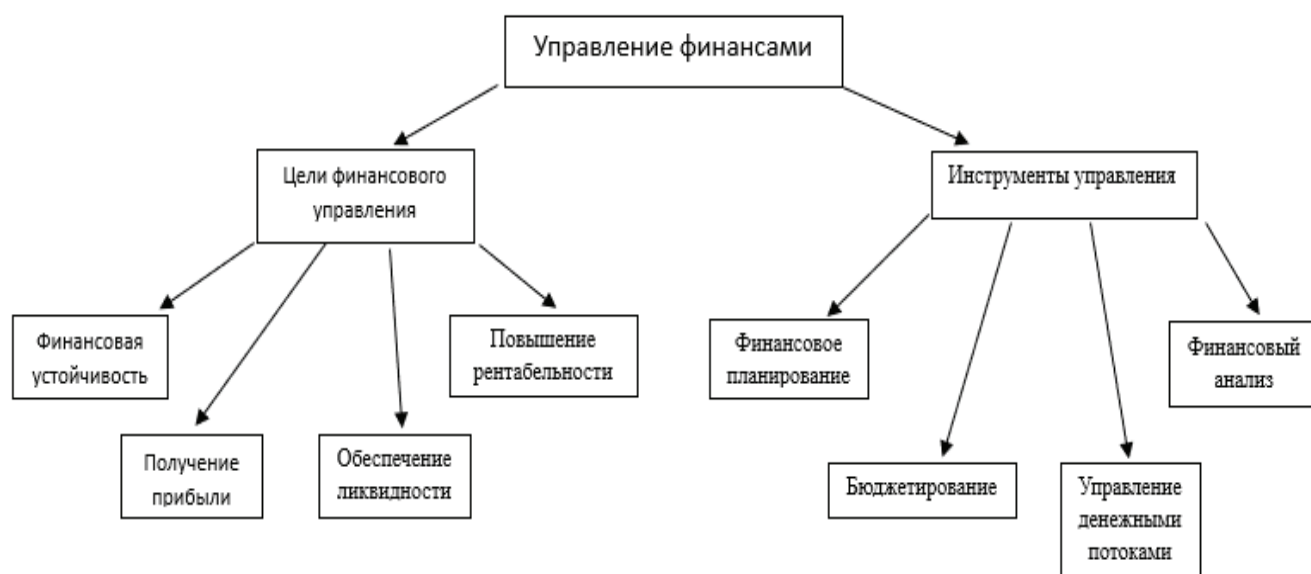 Управление финансами
Цели финансового
управления
Инструменты управления
Финансовая
устойчивость
Получение
прибыли
Обеспечение
ликвидности
Повышение
рентабельности
Финансовое
планирование
Бюджетирование
Управление
денежными
потоками
Финансовый
анализ